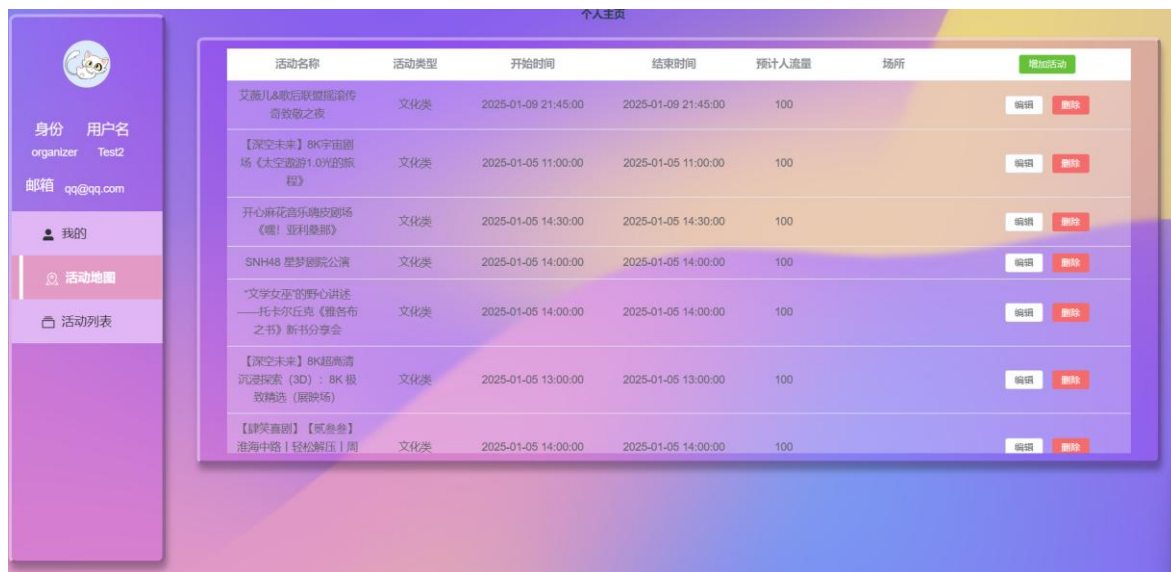 个人主页
身份 用户名
organizer Test2
邮箱 qq@qq.com
我的
活动地图
活动列表
活动名称 活动类型 开始时间 结束时间 预计人流量 场所 增加活动
艾薇儿&歌后联盟摇滚传
奇致敬之夜
文化类 2025-01-09 21:45:00 2025-01-09 21:45:00 100 编辑 删除
【深空未来】8K宇宙剧
场《太空遨游1.0光的旅
程》
文化类 2025-01-05 11:00:00 2025-01-05 11:00:00 100 编辑 删除
开心麻花音乐嗨皮剧场
《嘿！亚利桑那》
文化类 2025-01-05 14:30:00 2025-01-05 14:30:00 100 编辑 删除
SNH48 星梦剧院公演 文化类 2025-01-05 14:00:00 2025-01-05 14:00:00 100 编辑 删除
“文学女巫”的野心讲述
——托卡尔丘克《雅各布
之书》新书分享会
文化类 2025-01-05 14:00:00 2025-01-05 14:00:00 100 编辑 删除
【深空未来】8K超高清
沉浸探索（3D）：8K 极
致精选（展映场）
文化类 2025-01-05 13:00:00 2025-01-05 13:00:00 100 编辑 删除
【肆笑喜剧】【贰叁叁】
淮海中路丨轻松解压丨周
文化类 2025-01-05 14:00:00 2025-01-05 14:00:00 100 编辑 删除